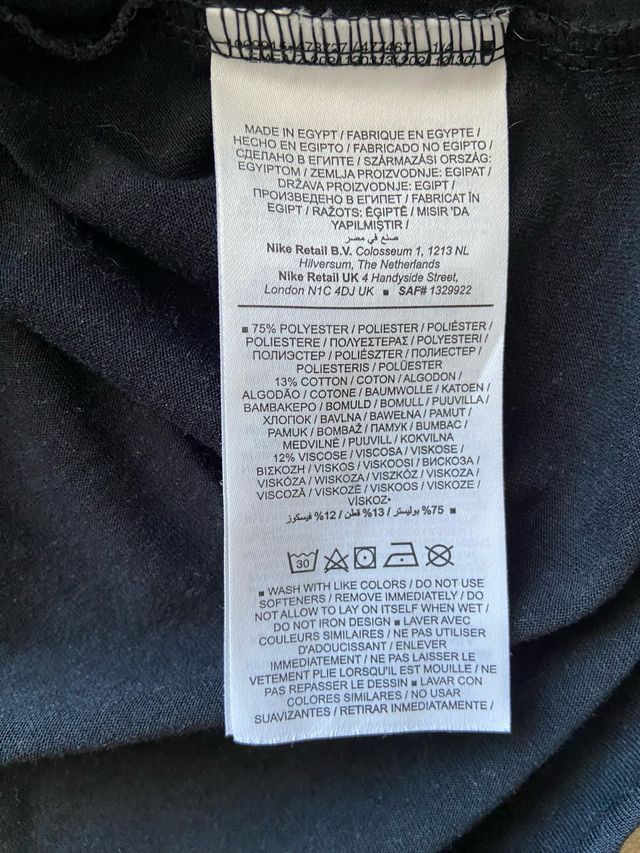 MADE IN EGYPT / FABRIQUE EN EGYPTE /
HECHO EN EGIPTO / FABRICADO NO EGIPTO /
СДЕЛАНО В ЕГИПТЕ / SZÁRMAZÁSI ORSZÁG:
EGYIPTOM / ZEMLJA PROIZVODNJE: EGIPAT /
DRŽAVA PROIZVODNJE: EGIPT /
ПРОИЗВЕДЕНО В ЕГИПЕТ / FABRICAT ÎN
EGIPT / RAŽOTS: ĒĢIPTĒ / MISIR 'DA
YAPILMIŞTIR /
صنع في مصر
Nike Retail B.V. Colosseum 1, 1213 NL
Hilversum, The Netherlands
Nike Retail UK 4 Handyside Street,
London N1C 4DJ UK ■ SAF# 1329922
■ 75% POLYESTER / POLIESTER / POLIÉSTER /
POLIESTERE / ΠΟΛΥΕΣΤΕΡΑΣ / POLYESTERI /
ПОЛИЭСТЕР / POLIÉSZTER / ПОЛИЕСТЕР /
POLIESTERIS / POLÜESTER
13% COTTON / COTON / ALGODON /
ALGODÃO / COTONE / BAUMWOLLE / KATOEN /
ΒΑΜΒΑΚΕΡΟ / BOMULD / BOMULL / PUUVILLA /
ХЛОПОК / BAVLNA / BAWEŁNA / PAMUT /
PAMUK / BOMBAŽ / ПАМУК / BUMBAC /
MEDVILNĖ / PUUVILL / KOKVILNA
12% VISCOSE / VISCOSA / VISKOSE /
ΒΙΣΚΟΖΗ / VISKOS / VISKOOSI / ВИСКОЗА /
VISKÓZA / WISKOZA / VISZKÓZ / VISKOZA /
VISCOZĂ / VISKOZĖ / VISKOOS / VISKOZE /
VİSKOZ*
75% بوليستر / 13% قطن / 12% فيسكوز ■
30
■ WASH WITH LIKE COLORS / DO NOT USE
SOFTENERS / REMOVE IMMEDIATELY / DO
NOT ALLOW TO LAY ON ITSELF WHEN WET /
DO NOT IRON DESIGN ■ LAVER AVEC
COULEURS SIMILAIRES / NE PAS UTILISER
D'ADOUCISSANT / ENLEVER
IMMEDIATEMENT / NE PAS LAISSER LE
VETEMENT PLIE LORSQU'IL EST MOUILLE / NE
PAS REPASSER LE DESSIN ■ LAVAR CON
COLORES SIMILARES / NO USAR
SUAVIZANTES / RETIRAR INMEDIATAMENTE /